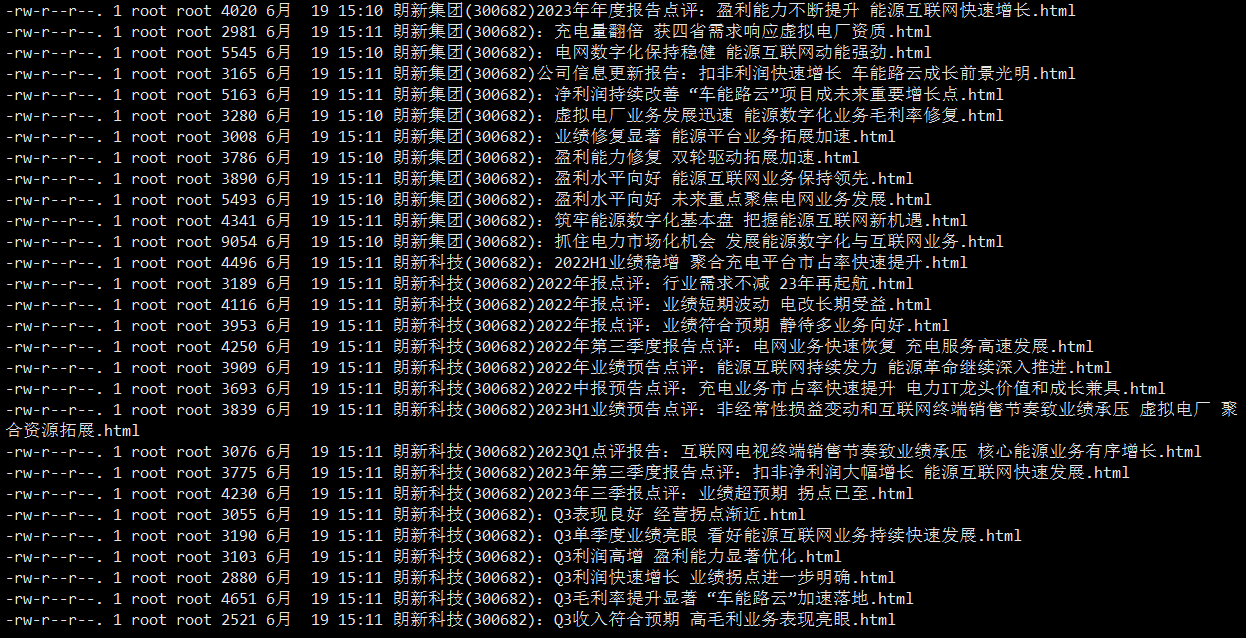 -rw-r--r--. 1 root root 4020 6月  19 15:10 朗新集团(300682)2023年年度报告点评：盈利能力不断提升 能源互联网快速增长.html
-rw-r--r--. 1 root root 2981 6月  19 15:11 朗新集团(300682)：充电量翻倍 获四省需求响应虚拟电厂资质.html
-rw-r--r--. 1 root root 5545 6月  19 15:10 朗新集团(300682)：电网数字化保持稳健 能源互联网动能强劲.html
-rw-r--r--. 1 root root 3165 6月  19 15:11 朗新集团(300682)公司信息更新报告：扣非利润快速增长 车能路云成长前景光明.html
-rw-r--r--. 1 root root 5163 6月  19 15:11 朗新集团(300682)：净利润持续改善 “车能路云”项目成未来重要增长点.html
-rw-r--r--. 1 root root 3280 6月  19 15:10 朗新集团(300682)：虚拟电厂业务发展迅速 能源数字化业务毛利率修复.html
-rw-r--r--. 1 root root 3008 6月  19 15:11 朗新集团(300682)：业绩修复显著 能源平台业务拓展加速.html
-rw-r--r--. 1 root root 3786 6月  19 15:10 朗新集团(300682)：盈利能力修复 双轮驱动拓展加速.html
-rw-r--r--. 1 root root 3890 6月  19 15:11 朗新集团(300682)：盈利水平向好 能源互联网业务保持领先.html
-rw-r--r--. 1 root root 5493 6月  19 15:10 朗新集团(300682)：盈利水平向好 未来重点聚焦电网业务发展.html
-rw-r--r--. 1 root root 4341 6月  19 15:11 朗新集团(300682)：筑牢能源数字化基本盘 把握能源互联网新机遇.html
-rw-r--r--. 1 root root 9054 6月  19 15:10 朗新集团(300682)：抓住电力市场化机会 发展能源数字化与互联网业务.html
-rw-r--r--. 1 root root 4496 6月  19 15:11 朗新科技(300682)：2022H1业绩稳增 聚合充电平台市占率快速提升.html
-rw-r--r--. 1 root root 3189 6月  19 15:11 朗新科技(300682)2022年报点评：行业需求不减 23年再起航.html
-rw-r--r--. 1 root root 4116 6月  19 15:11 朗新科技(300682)2022年报点评：业绩短期波动 电改长期受益.html
-rw-r--r--. 1 root root 3953 6月  19 15:11 朗新科技(300682)2022年报点评：业绩符合预期 静待多业务向好.html
-rw-r--r--. 1 root root 4250 6月  19 15:11 朗新科技(300682)2022年第三季度报告点评：电网业务快速恢复 充电服务高速发展.html
-rw-r--r--. 1 root root 3909 6月  19 15:11 朗新科技(300682)2022年业绩预告点评：能源互联网持续发力 能源革命继续深入推进.html
-rw-r--r--. 1 root root 3693 6月  19 15:11 朗新科技(300682)2022中报预告点评：充电业务市占率快速提升 电力IT龙头价值和成长兼具.html
-rw-r--r--. 1 root root 3839 6月  19 15:11 朗新科技(300682)2023H1业绩预告点评：非经常性损益变动和互联网终端销售节奏致业绩承压 虚拟电厂 聚
合资源拓展.html
-rw-r--r--. 1 root root 3076 6月  19 15:11 朗新科技(300682)2023Q1点评报告：互联网电视终端销售节奏致业绩承压 核心能源业务有序增长.html
-rw-r--r--. 1 root root 3775 6月  19 15:11 朗新科技(300682)2023年第三季度报告点评：扣非净利润大幅增长 能源互联网快速发展.html
-rw-r--r--. 1 root root 4230 6月  19 15:11 朗新科技(300682)2023年三季报点评：业绩超预期 拐点已至.html
-rw-r--r--. 1 root root 3055 6月  19 15:11 朗新科技(300682)：Q3表现良好 经营拐点渐近.html
-rw-r--r--. 1 root root 3190 6月  19 15:11 朗新科技(300682)：Q3单季度业绩亮眼 看好能源互联网业务持续快速发展.html
-rw-r--r--. 1 root root 3103 6月  19 15:11 朗新科技(300682)：Q3利润高增 盈利能力显著优化.html
-rw-r--r--. 1 root root 2880 6月  19 15:11 朗新科技(300682)：Q3利润快速增长 业绩拐点进一步明确.html
-rw-r--r--. 1 root root 4651 6月  19 15:11 朗新科技(300682)：Q3毛利率提升显著 “车能路云”加速落地.html
-rw-r--r--. 1 root root 2521 6月  19 15:11 朗新科技(300682)：Q3收入符合预期 高毛利业务表现亮眼.html